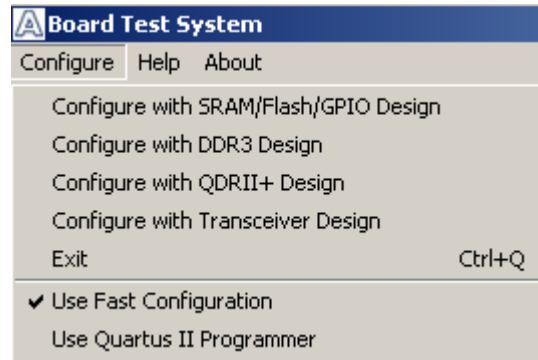 Board Test System
Configure Help About
Configure with SRAM/Flash/GPIO Design
Configure with DDR3 Design
Configure with QDRII+ Design
Configure with Transceiver Design
Exit Ctrl+Q
Use Fast Configuration
Use Quartus II Programmer